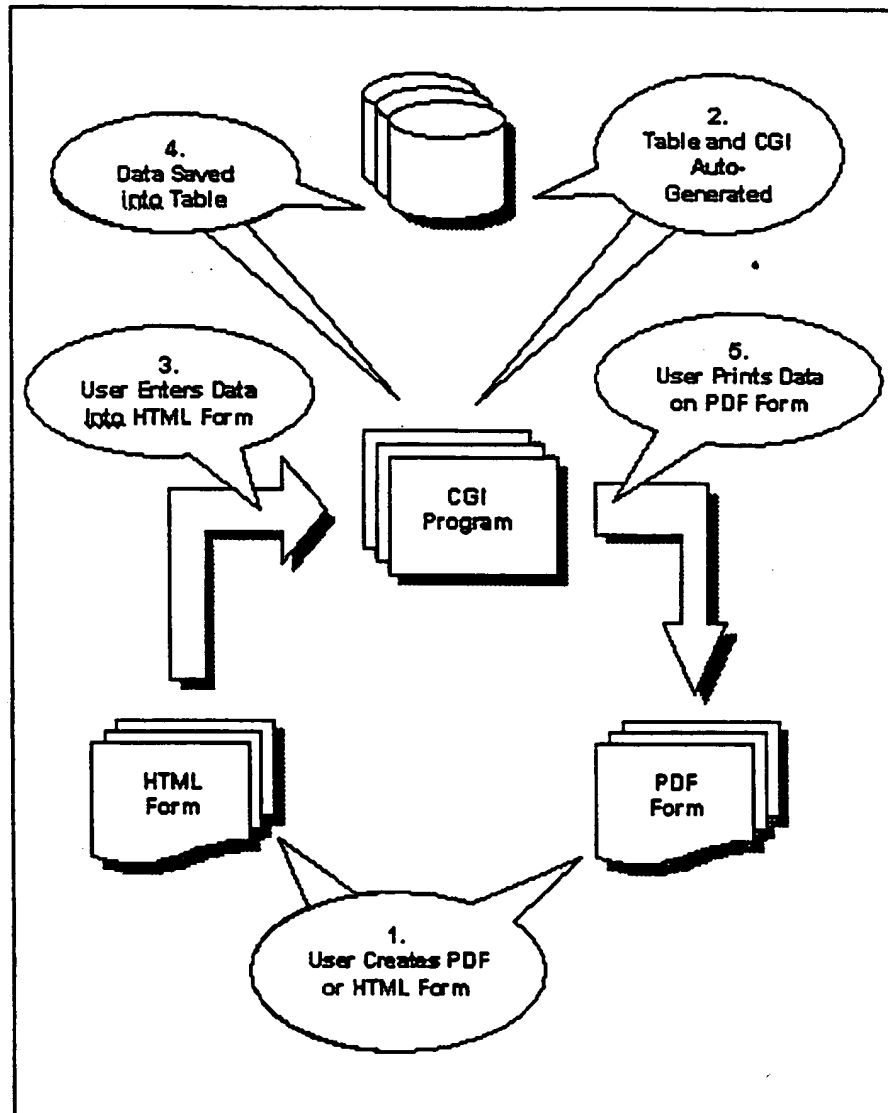 4.
Data Saved
into Table
2.
Table and CGI
Auto-
Generated
3.
User Enters Data
Into HTML Form
5.
User Prints Data
on PDF Form
CGI
Program
HTML
Form
PDF
Form
1.
User Creates PDF
or HTML Form